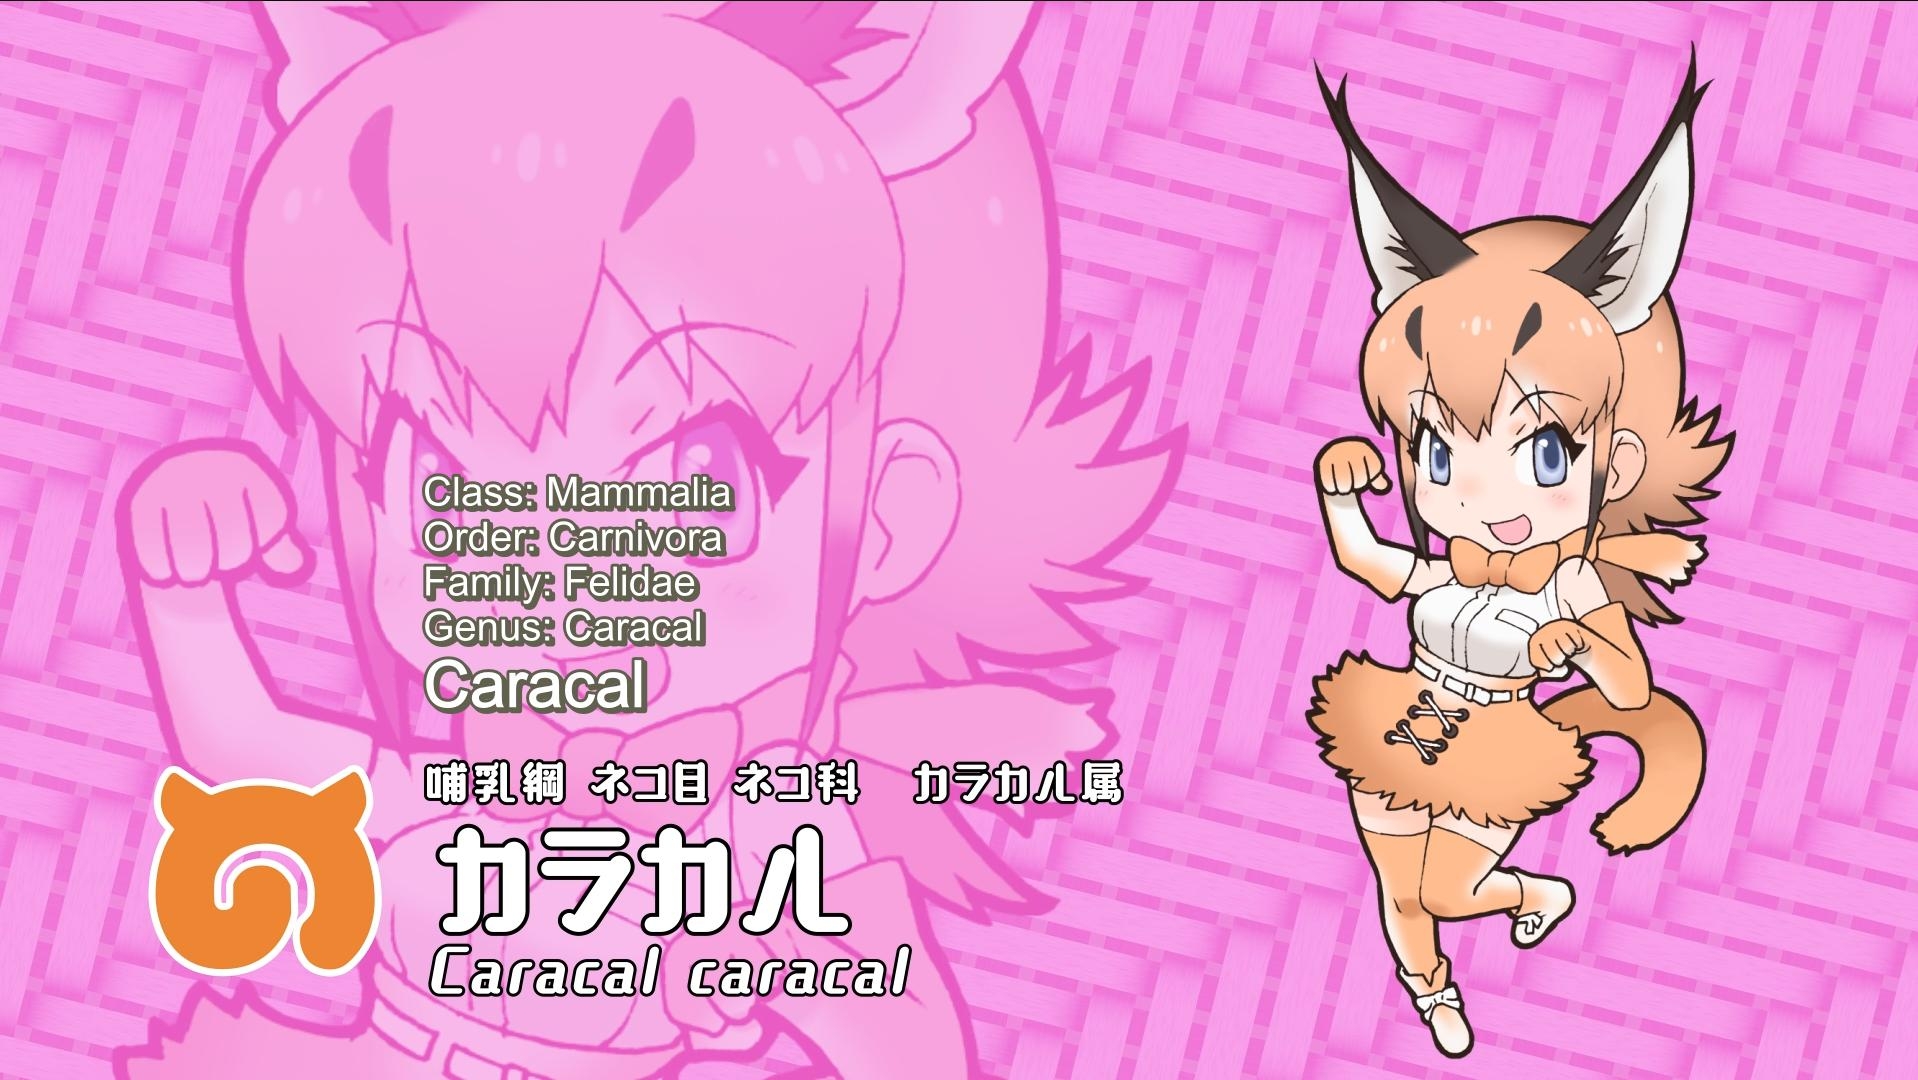 Class: Mammalia
Order: Carnivora
Family: Felidae
Genus: Caracal
Caracal
哺乳綱 ネコ目 ネコ科　カラカル属
カラカル
Caracal caracal